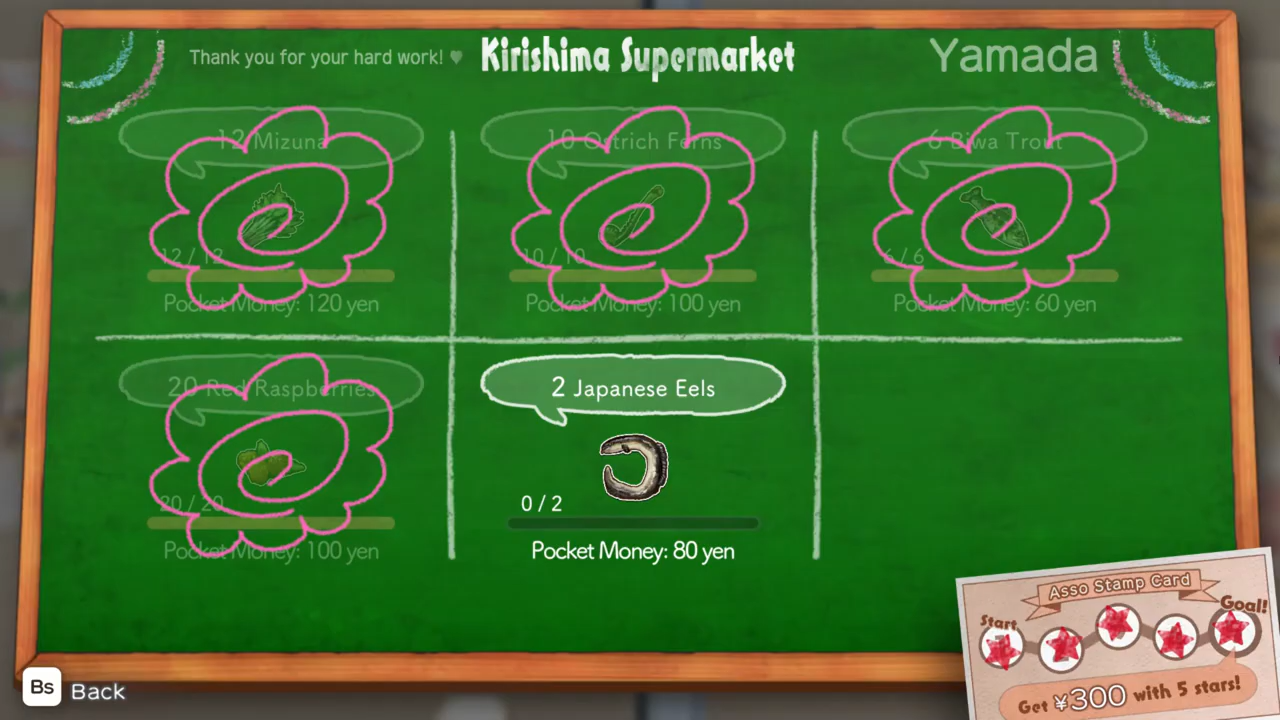 Thank you for your hard work! ♥ Kirishima Supermarket Yamada
12 Mizuna
12 / 12
Pocket Money: 120 yen
10 Ostrich Ferns
10 / 10
Pocket Money: 100 yen
6 Biwa Trout
6 / 6
Pocket Money: 60 yen
20 Red Raspberries
20 / 20
Pocket Money: 100 yen
2 Japanese Eels
0 / 2
Pocket Money: 80 yen
Asso Stamp Card
Start
Goal!
Get ¥300 with 5 stars!
Bs Back